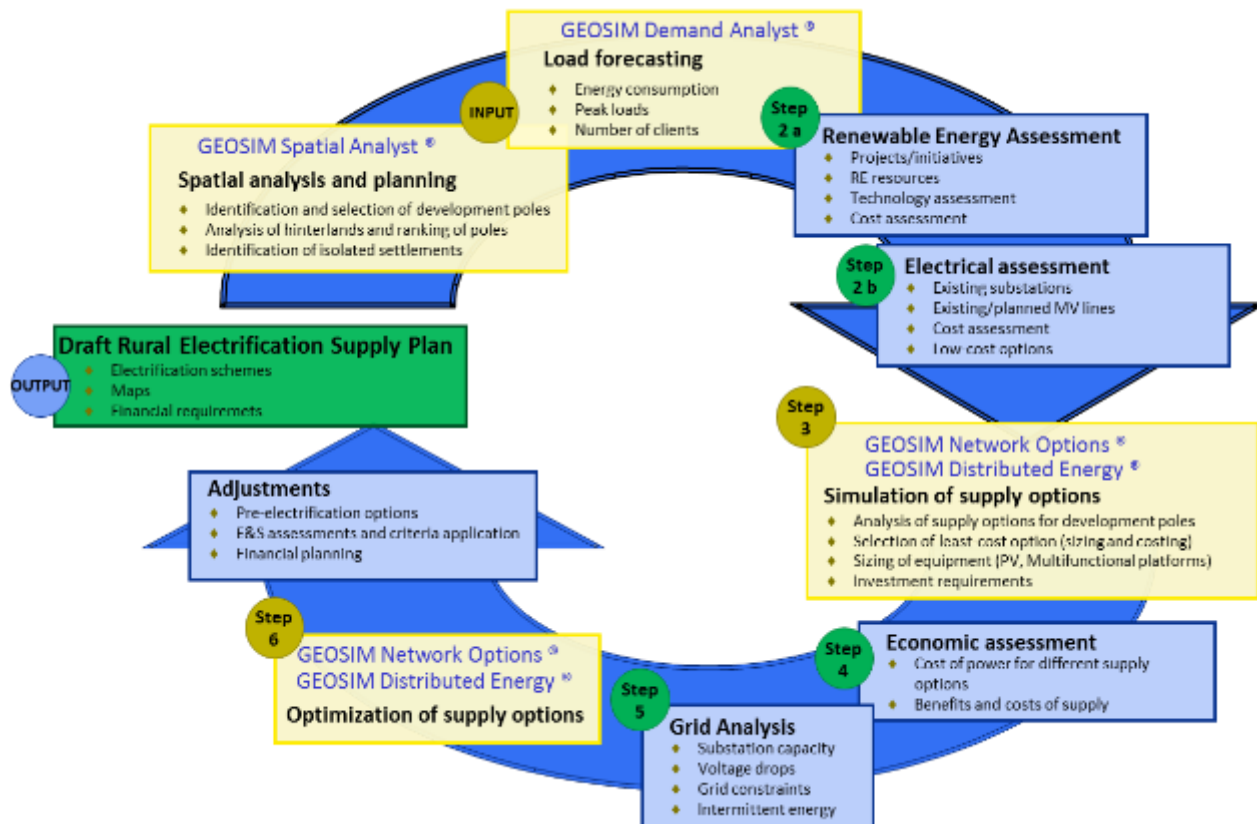 GEOSIM Demand Analyst ®
Load forecasting
Energy consumption
Peak loads
Number of clients
INPUT
GEOSIM Spatial Analyst ®
Spatial analysis and planning
Identification and selection of development poles
Analysis of hinterlands and ranking of poles
Identification of isolated settlements
Step
2 a
Renewable Energy Assessment
Projects/initiatives
RE resources
Technology assessment
Cost assessment
Step
2 b
Electrical assessment
Existing substations
Existing/planned MV lines
Cost assessment
Low cost options
Step
3
GEOSIM Network Options ®
GEOSIM Distributed Energy ®
Simulation of supply options
Analysis of supply options for development poles
Selection of least-cost option (sizing and costing)
Sizing of equipment (PV, Multifunctional platforms)
Investment requirements
Step
4
Economic assessment
Cost of power for different supply
options
Benefits and costs of supply
Step
5
Grid Analysis
Substation capacity
Voltage drops
Grid constraints
Intermittent energy
Step
6
GEOSIM Network Options ®
GEOSIM Distributed Energy ®
Optimization of supply options
Adjustments
Pre-electrification options
E&S assessments and criteria application
Financial planning
OUTPUT
Draft Rural Electrification Supply Plan
Electrification schemes
Maps
Financial requiremets